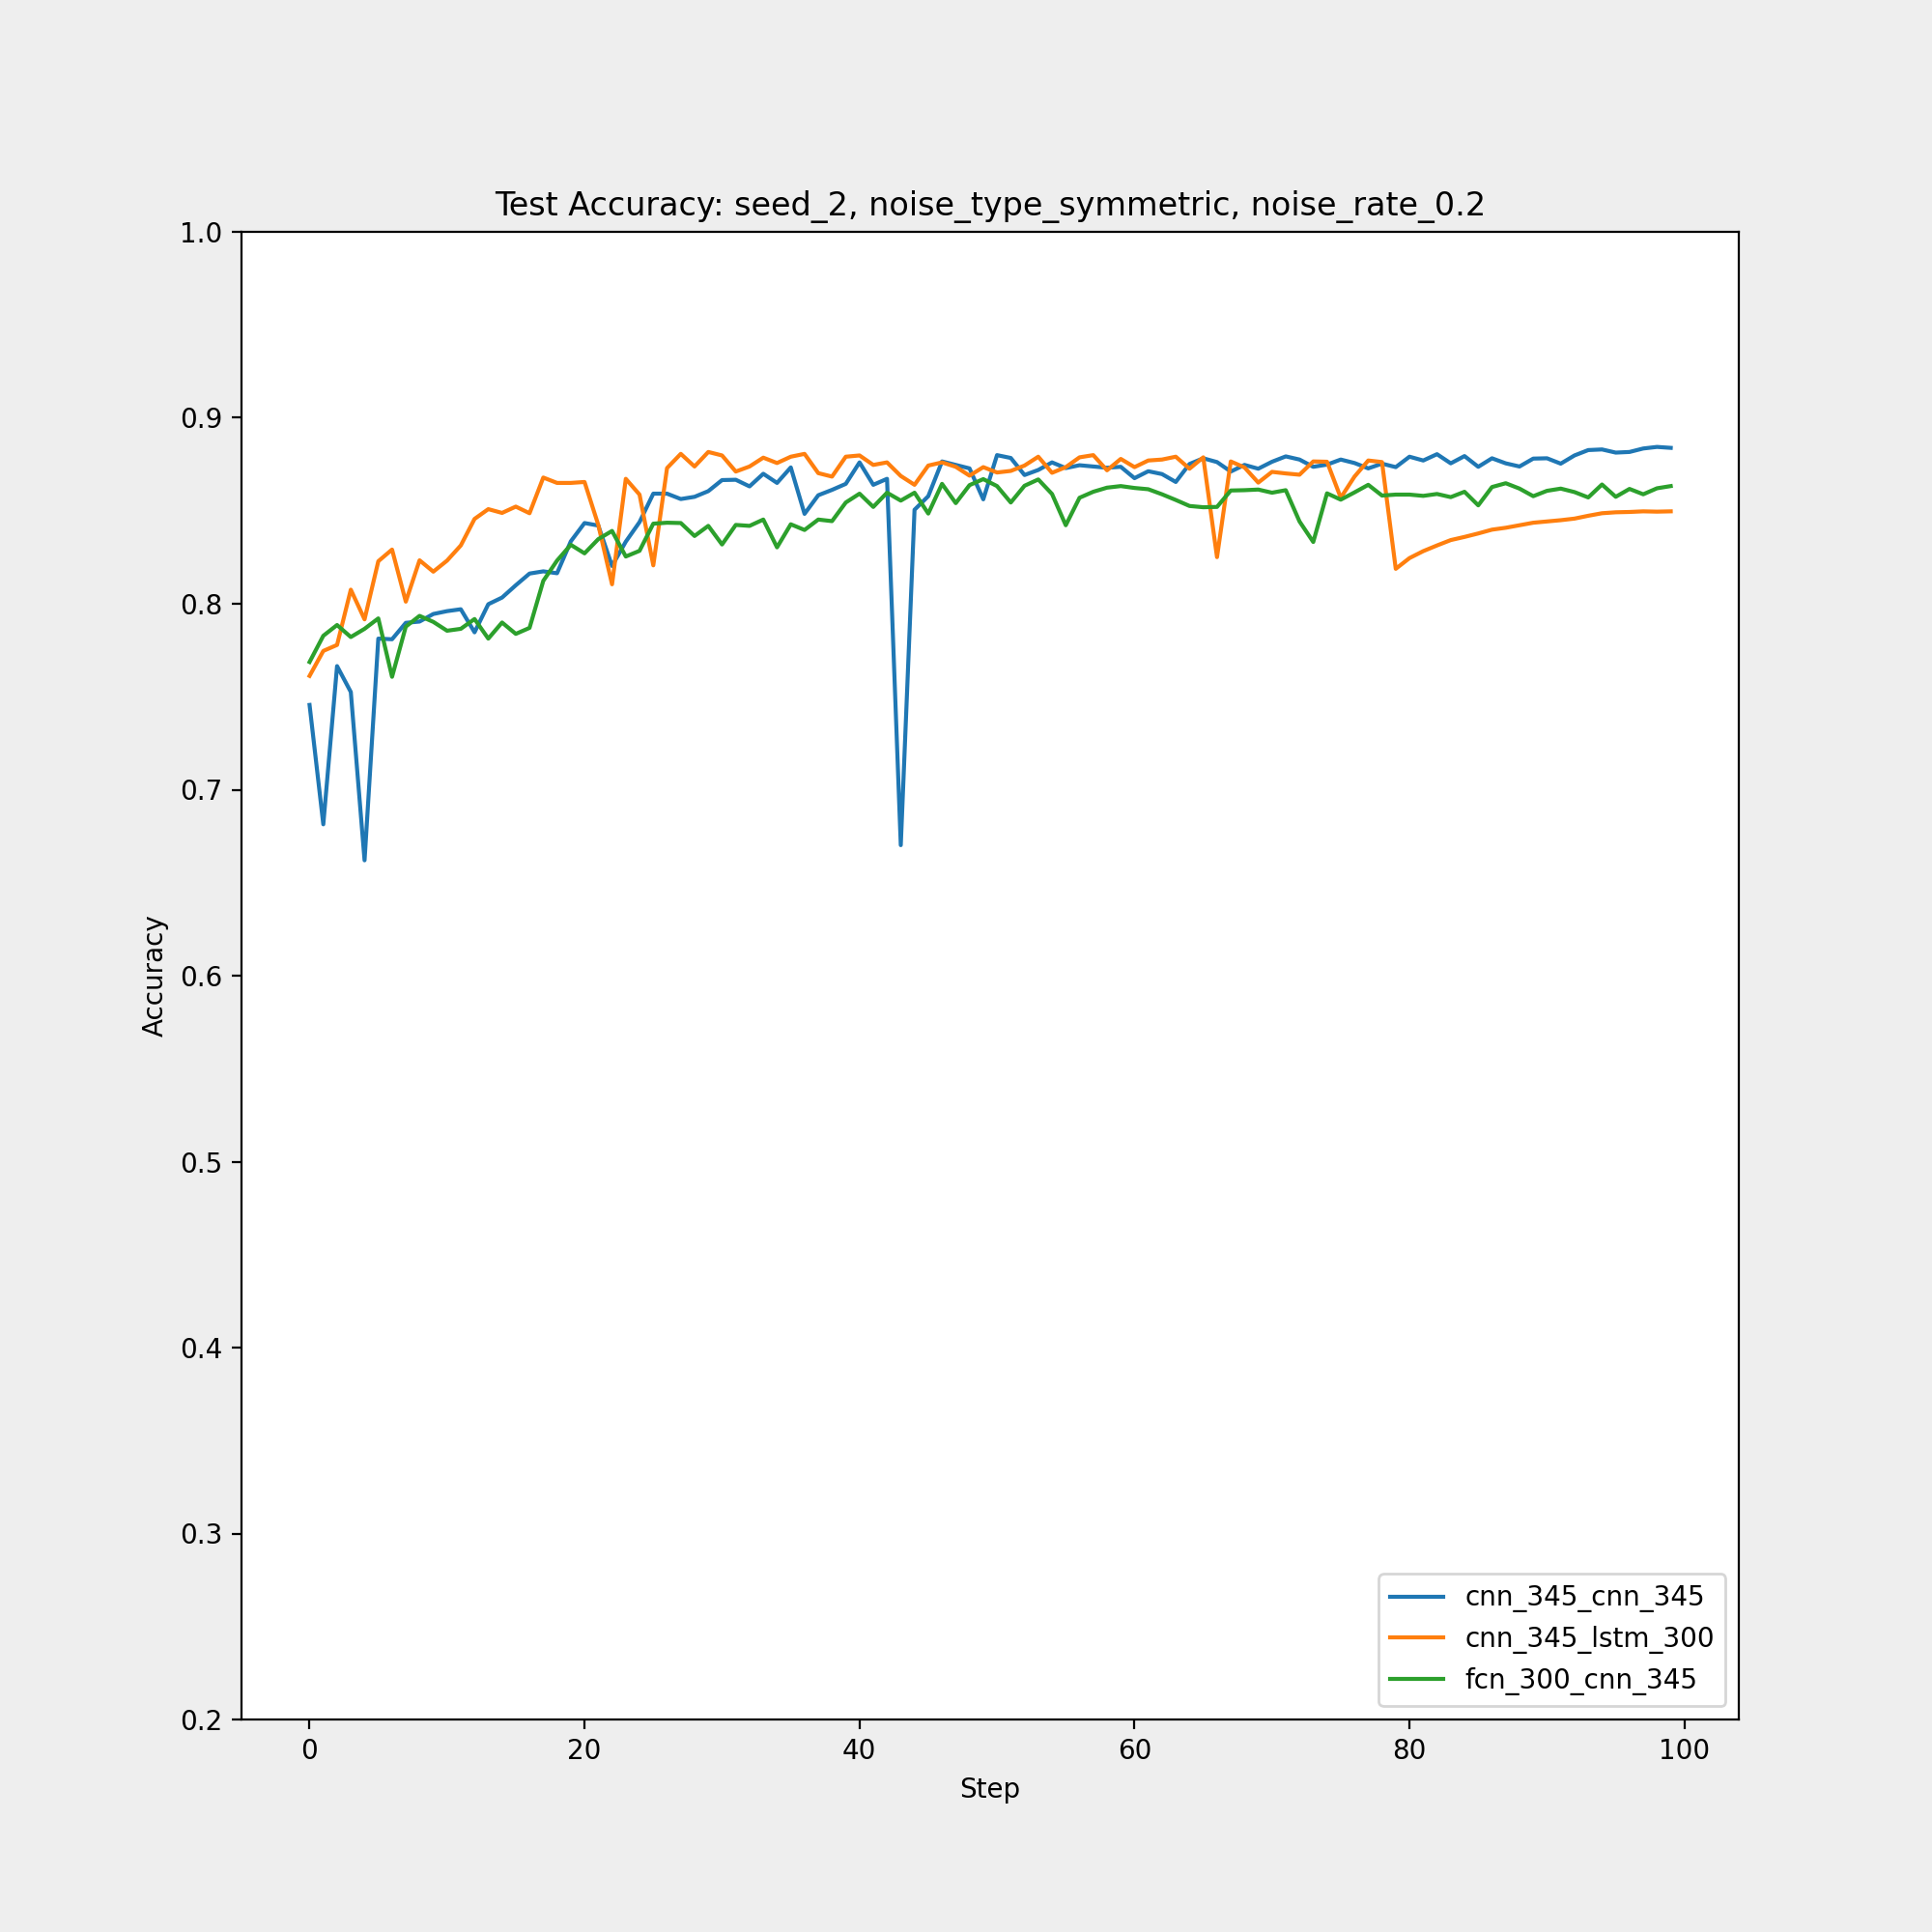 Test Accuracy: seed_2, noise_type_symmetric, noise_rate_0.2
1.0
0.9
0.8
0.7
0.6
0.5
0.4
0.3
0.2
Accuracy
0 20 40 60 80 100
Step
cnn_345_cnn_345
cnn_345_lstm_300
fcn_300_cnn_345